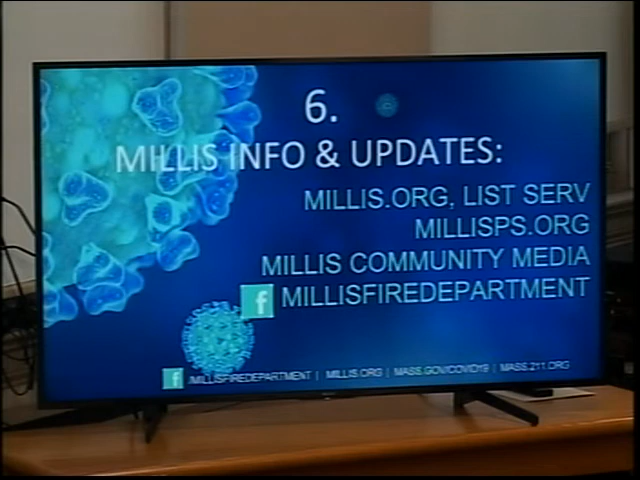 6.
MILLIS INFO & UPDATES:
MILLIS.ORG, LIST SERV
MILLISPS.ORG
MILLIS COMMUNITY MEDIA
f MILLISFIREDEPARTMENT
f /MILLISFIREDEPARTMENT | MILLIS.ORG | MASS.GOV/COVID19 | MASS.211.ORG